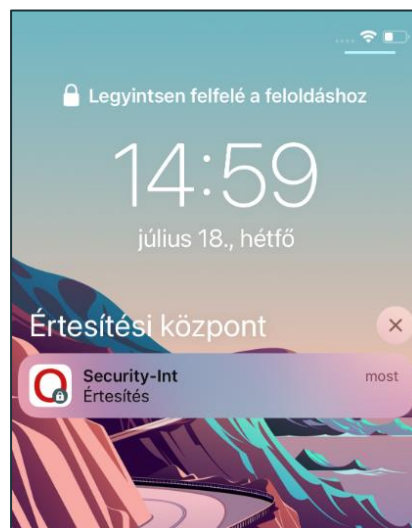 Legyintsen felfelé a feloldáshoz
14:59
július 18., hétfő
Értesítési központ
Security-Int
most
Értesítés